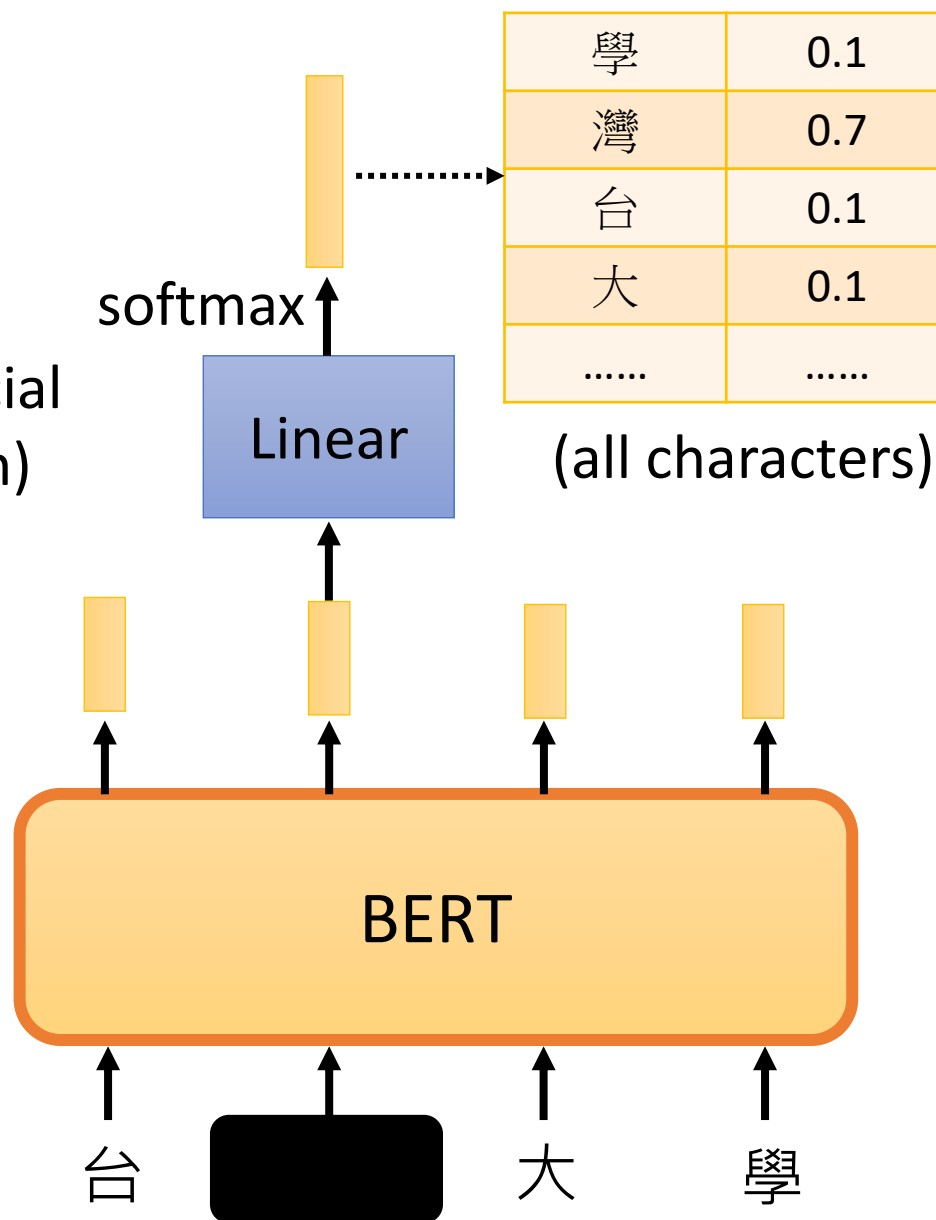 學 0.1
灣 0.7
台 0.1
大 0.1
…… ……
(all characters)
softmax
cial
n)
Linear
BERT
台 大 學